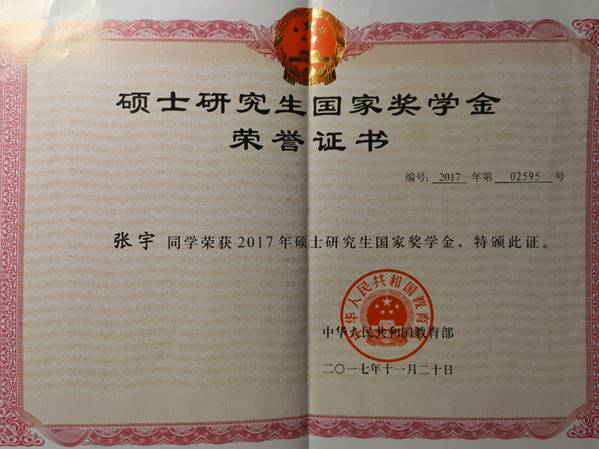 硕士研究生国家奖学金
荣誉证书
编号: 2017 年第 02595 号
张宇 同学荣获2017年硕士研究生国家奖学金，特颁此证。
中华人民共和国教育部
中华人民共和国教育部
二〇一七年十一月二十日